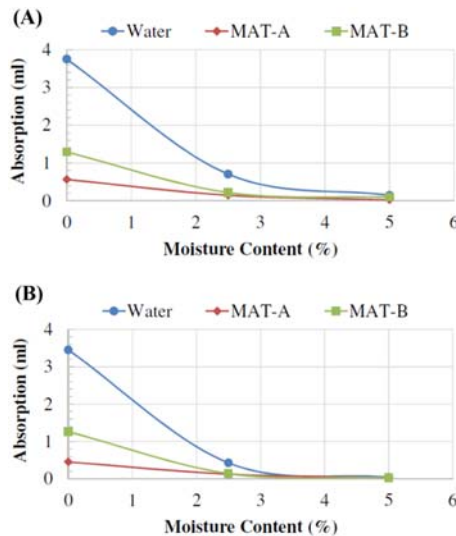 (A)
Water MAT-A MAT-B
Absorption (ml)
4
3
2
1
0
0 1 2 3 4 5 6
Moisture Content (%)
(B)
Water MAT-A MAT-B
Absorption (ml)
4
3
2
1
0
0 1 2 3 4 5 6
Moisture Content (%)